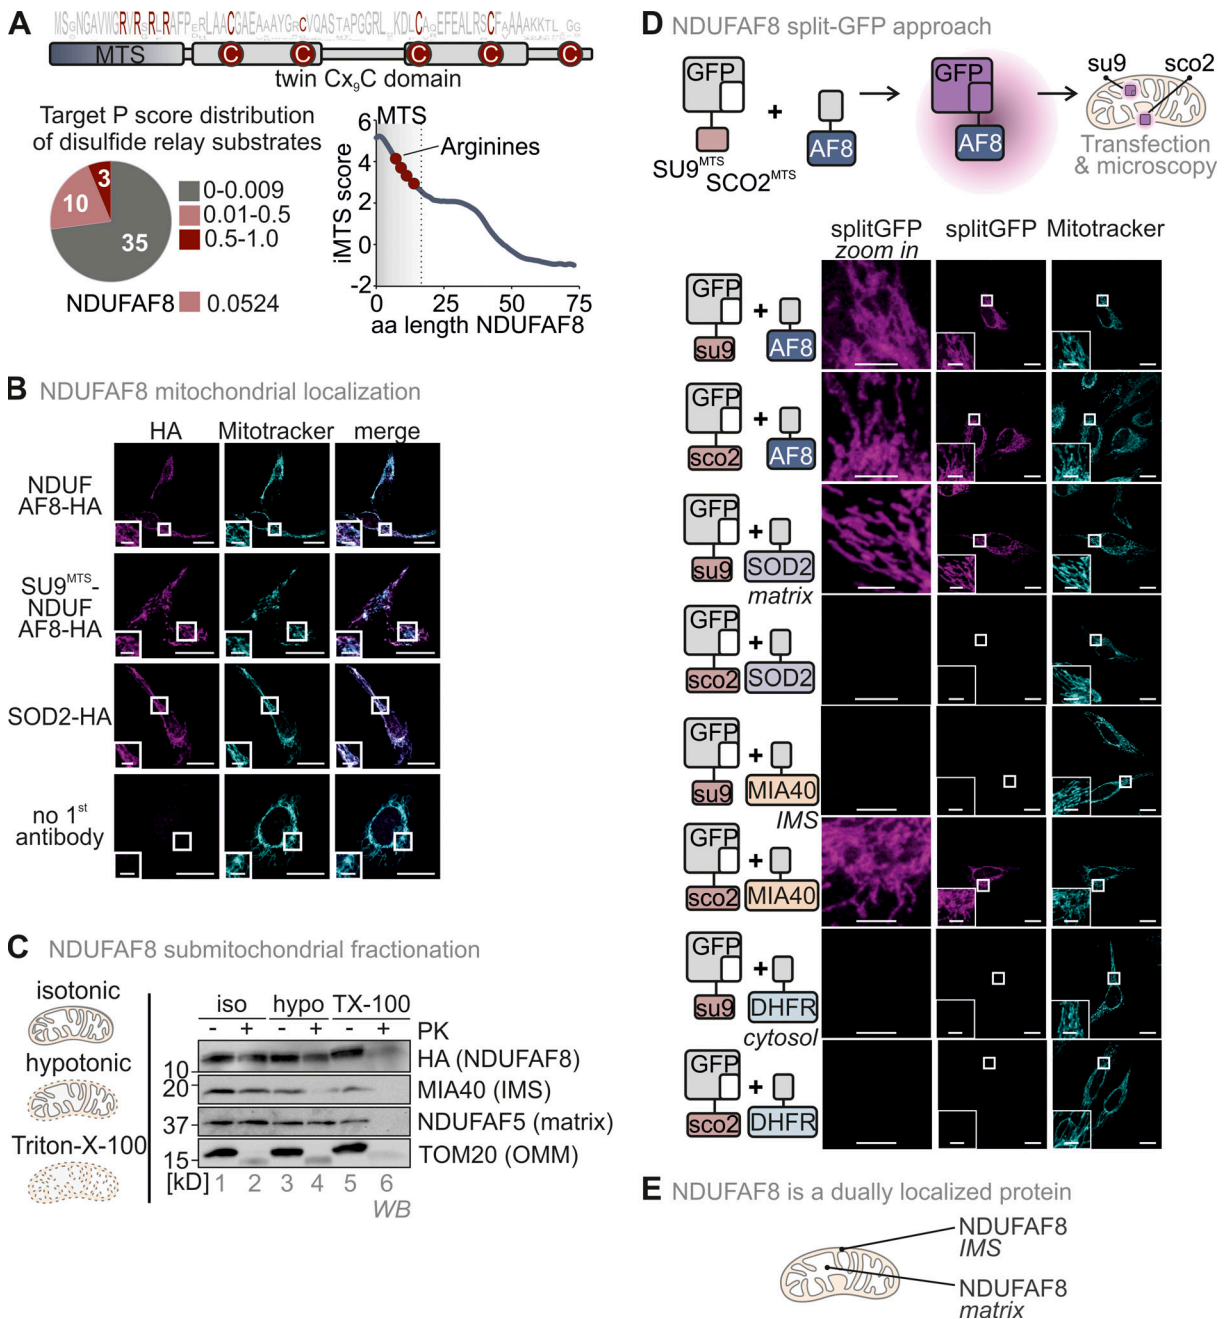 A
MSGNGAVWGRVRSRLRAFPERLAACGAEAAAYGRCVQASTAPGGRLLKDLCAQEFEALRSCFAAAAKKTLGG
MTS C C C C C
twin Cx9C domain
Target P score distribution
of disulfide relay substrates
3
10
35
0-0.009
0.01-0.5
0.5-1.0
NDUFAF8 0.0524
MTS
Arginines
iMTS score
6
4
2
0
-2
0 25 50 75
aa length NDUFAF8
B NDUFAF8 mitochondrial localization
HA Mitotracker merge
NDUF
AF8-HA
SU9MTS-
NDUF
AF8-HA
SOD2-HA
no 1st
antibody
C NDUFAF8 submitochondrial fractionation
isotonic
hypotonic
Triton-X-100
iso hypo TX-100
- + - + - + PK
10 HA (NDUFAF8)
20 MIA40 (IMS)
37 NDUFAF5 (matrix)
15 TOM20 (OMM)
[kD] 1 2 3 4 5 6
WB
D NDUFAF8 split-GFP approach
GFP
+
AF8
SU9MTS
SCO2MTS
GFP
AF8
su9 sco2
Transfection
& microscopy
splitGFP
zoom in
splitGFP
Mitotracker
GFP +
su9 AF8
GFP +
sco2 AF8
GFP +
su9 SOD2
matrix
GFP +
sco2 SOD2
GFP +
su9 MIA40
IMS
GFP +
sco2 MIA40
GFP +
su9 DHFR
cytosol
GFP +
sco2 DHFR
E NDUFAF8 is a dually localized protein
NDUFAF8
IMS
NDUFAF8
matrix